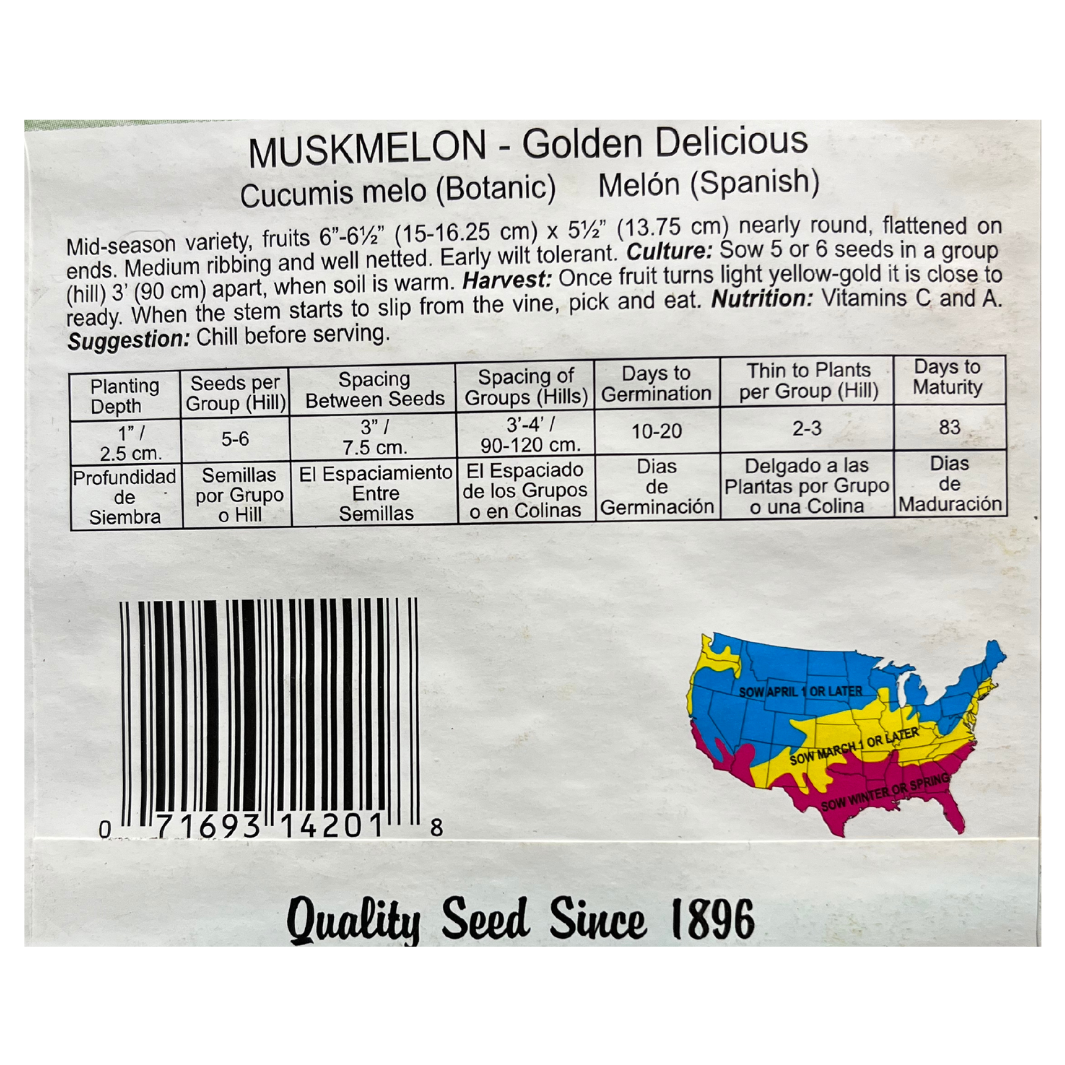 MUSKMELON - Golden Delicious
Cucumis melo (Botanic) Melón (Spanish)
Mid-season variety, fruits 6”-6½” (15-16.25 cm) x 5½” (13.75 cm) nearly round, flattened on
ends. Medium ribbing and well netted. Early wilt tolerant. Culture: Sow 5 or 6 seeds in a group
(hill) 3’ (90 cm) apart, when soil is warm. Harvest: Once fruit turns light yellow-gold it is close to
ready. When the stem starts to slip from the vine, pick and eat. Nutrition: Vitamins C and A.
Suggestion: Chill before serving.
Planting
Depth
Seeds per
Group (Hill)
Spacing
Between Seeds
Spacing of
Groups (Hills)
Days to
Germination
Thin to Plants
per Group (Hill)
Days to
Maturity
1” /
2.5 cm.
5-6
3” /
7.5 cm.
3’-4’ /
90-120 cm.
10-20
2-3
83
Profundidad
de
Siembra
Semillas
por Grupo
o Hill
El Espaciamiento
Entre
Semillas
El Espaciado
de los Grupos
o en Colinas
Dias
de
Germinación
Delgado a las
Plantas por Grupo
o una Colina
Dias
de
Maduración
SOW APRIL 1 OR LATER
SOW MARCH 1 OR LATER
SOW WINTER OR SPRING
0 71693 14201 8
Quality Seed Since 1896